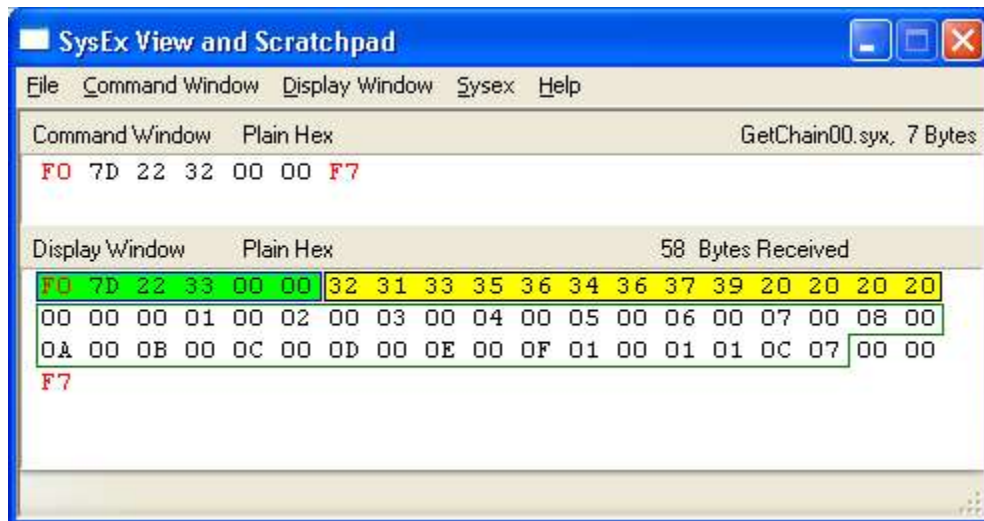 SysEx View and Scratchpad
File Command Window Display Window Sysex Help
Command Window Plain Hex GetChain00.syx, 7 Bytes
F0 7D 22 32 00 00 F7
Display Window Plain Hex 58 Bytes Received
F0 7D 22 33 00 00 32 31 33 35 36 34 36 37 39 20 20 20 20
00 00 00 01 00 02 00 03 00 04 00 05 00 06 00 07 00 08 00
0A 00 0B 00 0C 00 0D 00 0E 00 0F 01 00 01 01 0C 07 00 00
F7